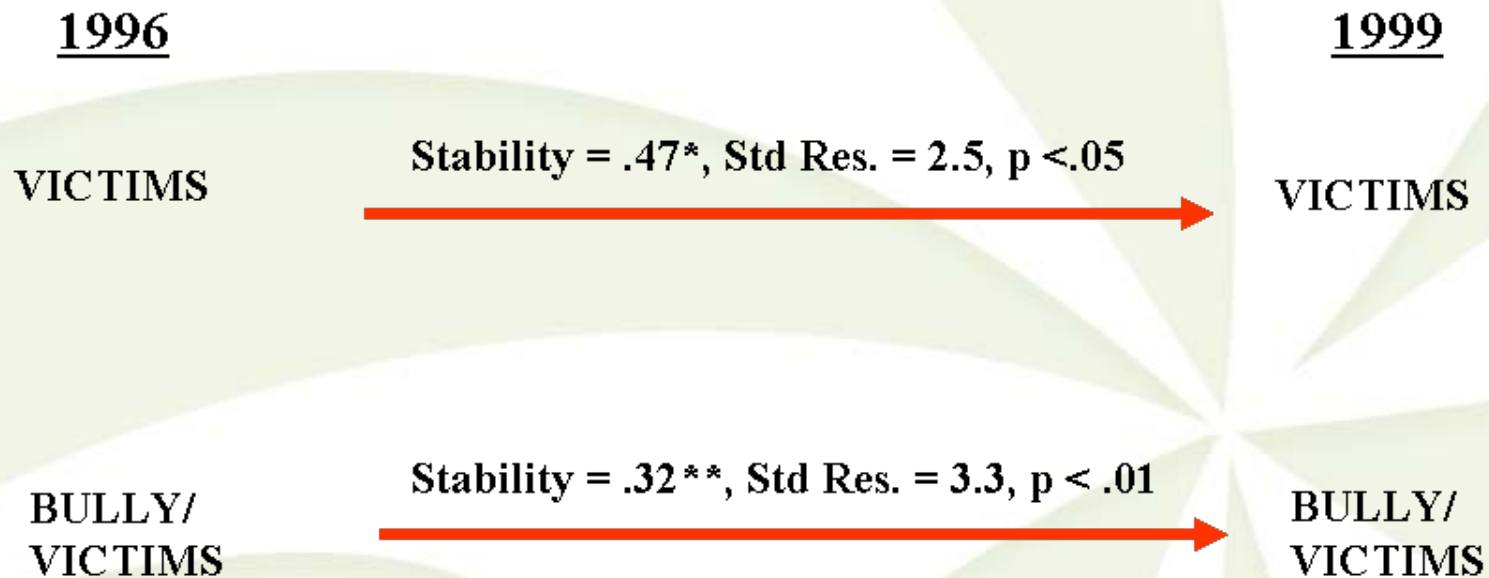 1996
1999
Stability = .47*, Std Res. = 2.5, p <.05
VICTIMS
VICTIMS
Stability = .32**, Std Res. = 3.3, p < .01
BULLY/
VICTIMS
BULLY/
VICTIMS